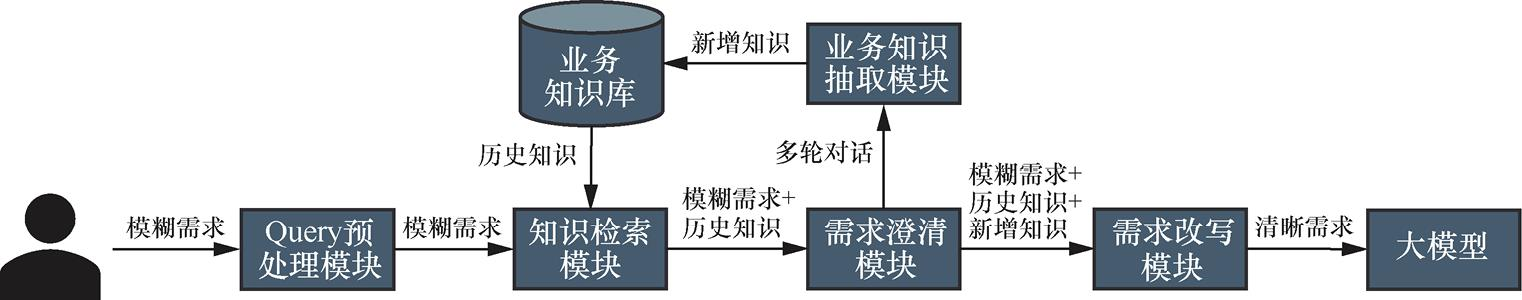 业务
知识库
新增知识
业务知识
抽取模块
历史知识
多轮对话
模糊需求
Query预
处理模块
模糊需求
知识检索
模块
模糊需求+
历史知识
需求澄清
模块
模糊需求+
历史知识+
新增知识
需求改写
模块
清晰需求
大模型